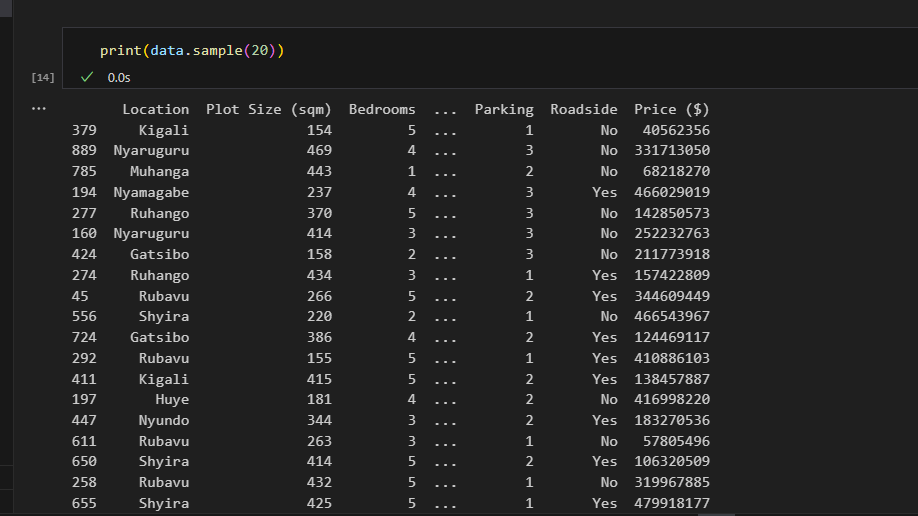 print(data.sample(20))
[14] 0.0s
... Location Plot Size (sqm) Bedrooms ... Parking Roadside Price ($)
379 Kigali 154 5 ... 1 No 40562356
889 Nyaruguru 469 4 ... 3 No 331713050
785 Muhanga 443 1 ... 2 No 68218270
194 Nyamagabe 237 4 ... 3 Yes 466029019
277 Ruhango 370 5 ... 3 No 142850573
160 Nyaruguru 414 3 ... 3 No 252232763
424 Gatsibo 158 2 ... 3 No 211773918
274 Ruhango 434 3 ... 1 Yes 157422809
45 Rubavu 266 5 ... 2 Yes 344609449
556 Shyira 220 2 ... 1 No 466543967
724 Gatsibo 386 4 ... 2 Yes 124469117
292 Rubavu 155 5 ... 1 Yes 410886103
411 Kigali 415 5 ... 2 Yes 138457887
197 Huye 181 4 ... 2 No 416998220
447 Nyundo 344 3 ... 2 Yes 183270536
611 Rubavu 263 3 ... 1 No 57805496
650 Shyira 414 5 ... 2 Yes 106320509
258 Rubavu 432 5 ... 1 No 319967885
655 Shyira 425 5 ... 1 Yes 479918177